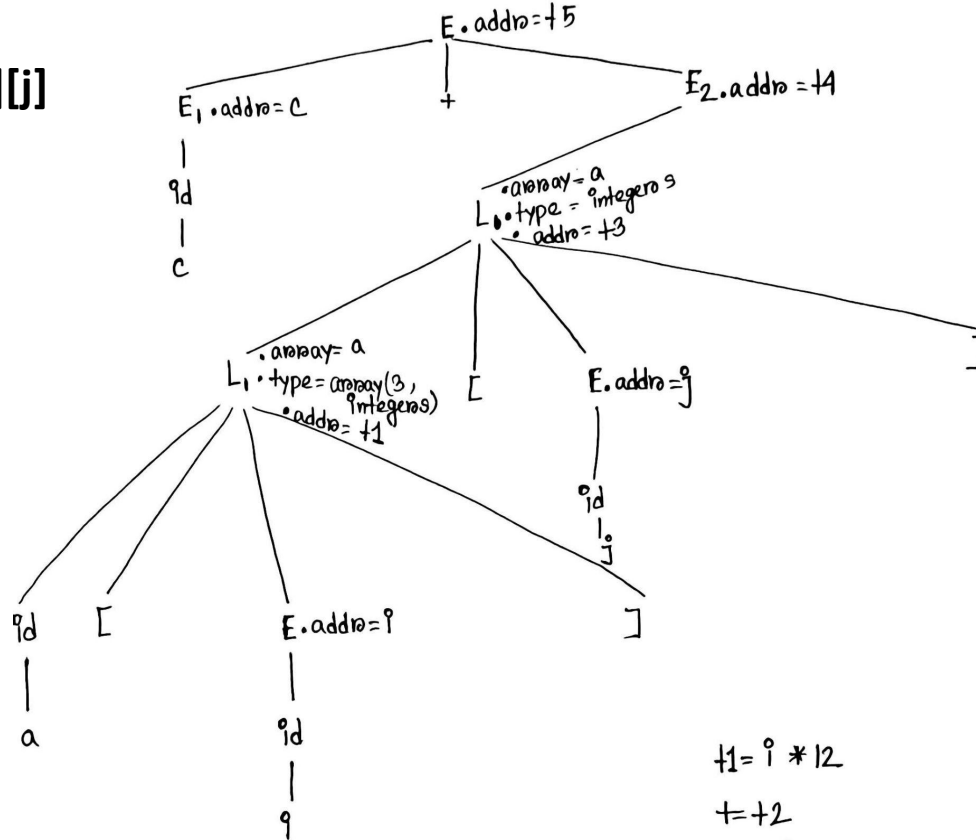 ][j]
E.addr=t5
E1.addr=c
+
E2.addr=t4
id
c
L.array=a
.type=integers
.addr=t3
L1.array=a
.type=array(3,
integers)
.addr=t1
[
E.addr=j
]
id
j
id
[
E.addr=i
]
a
id
i
t1=i*12
t=t2